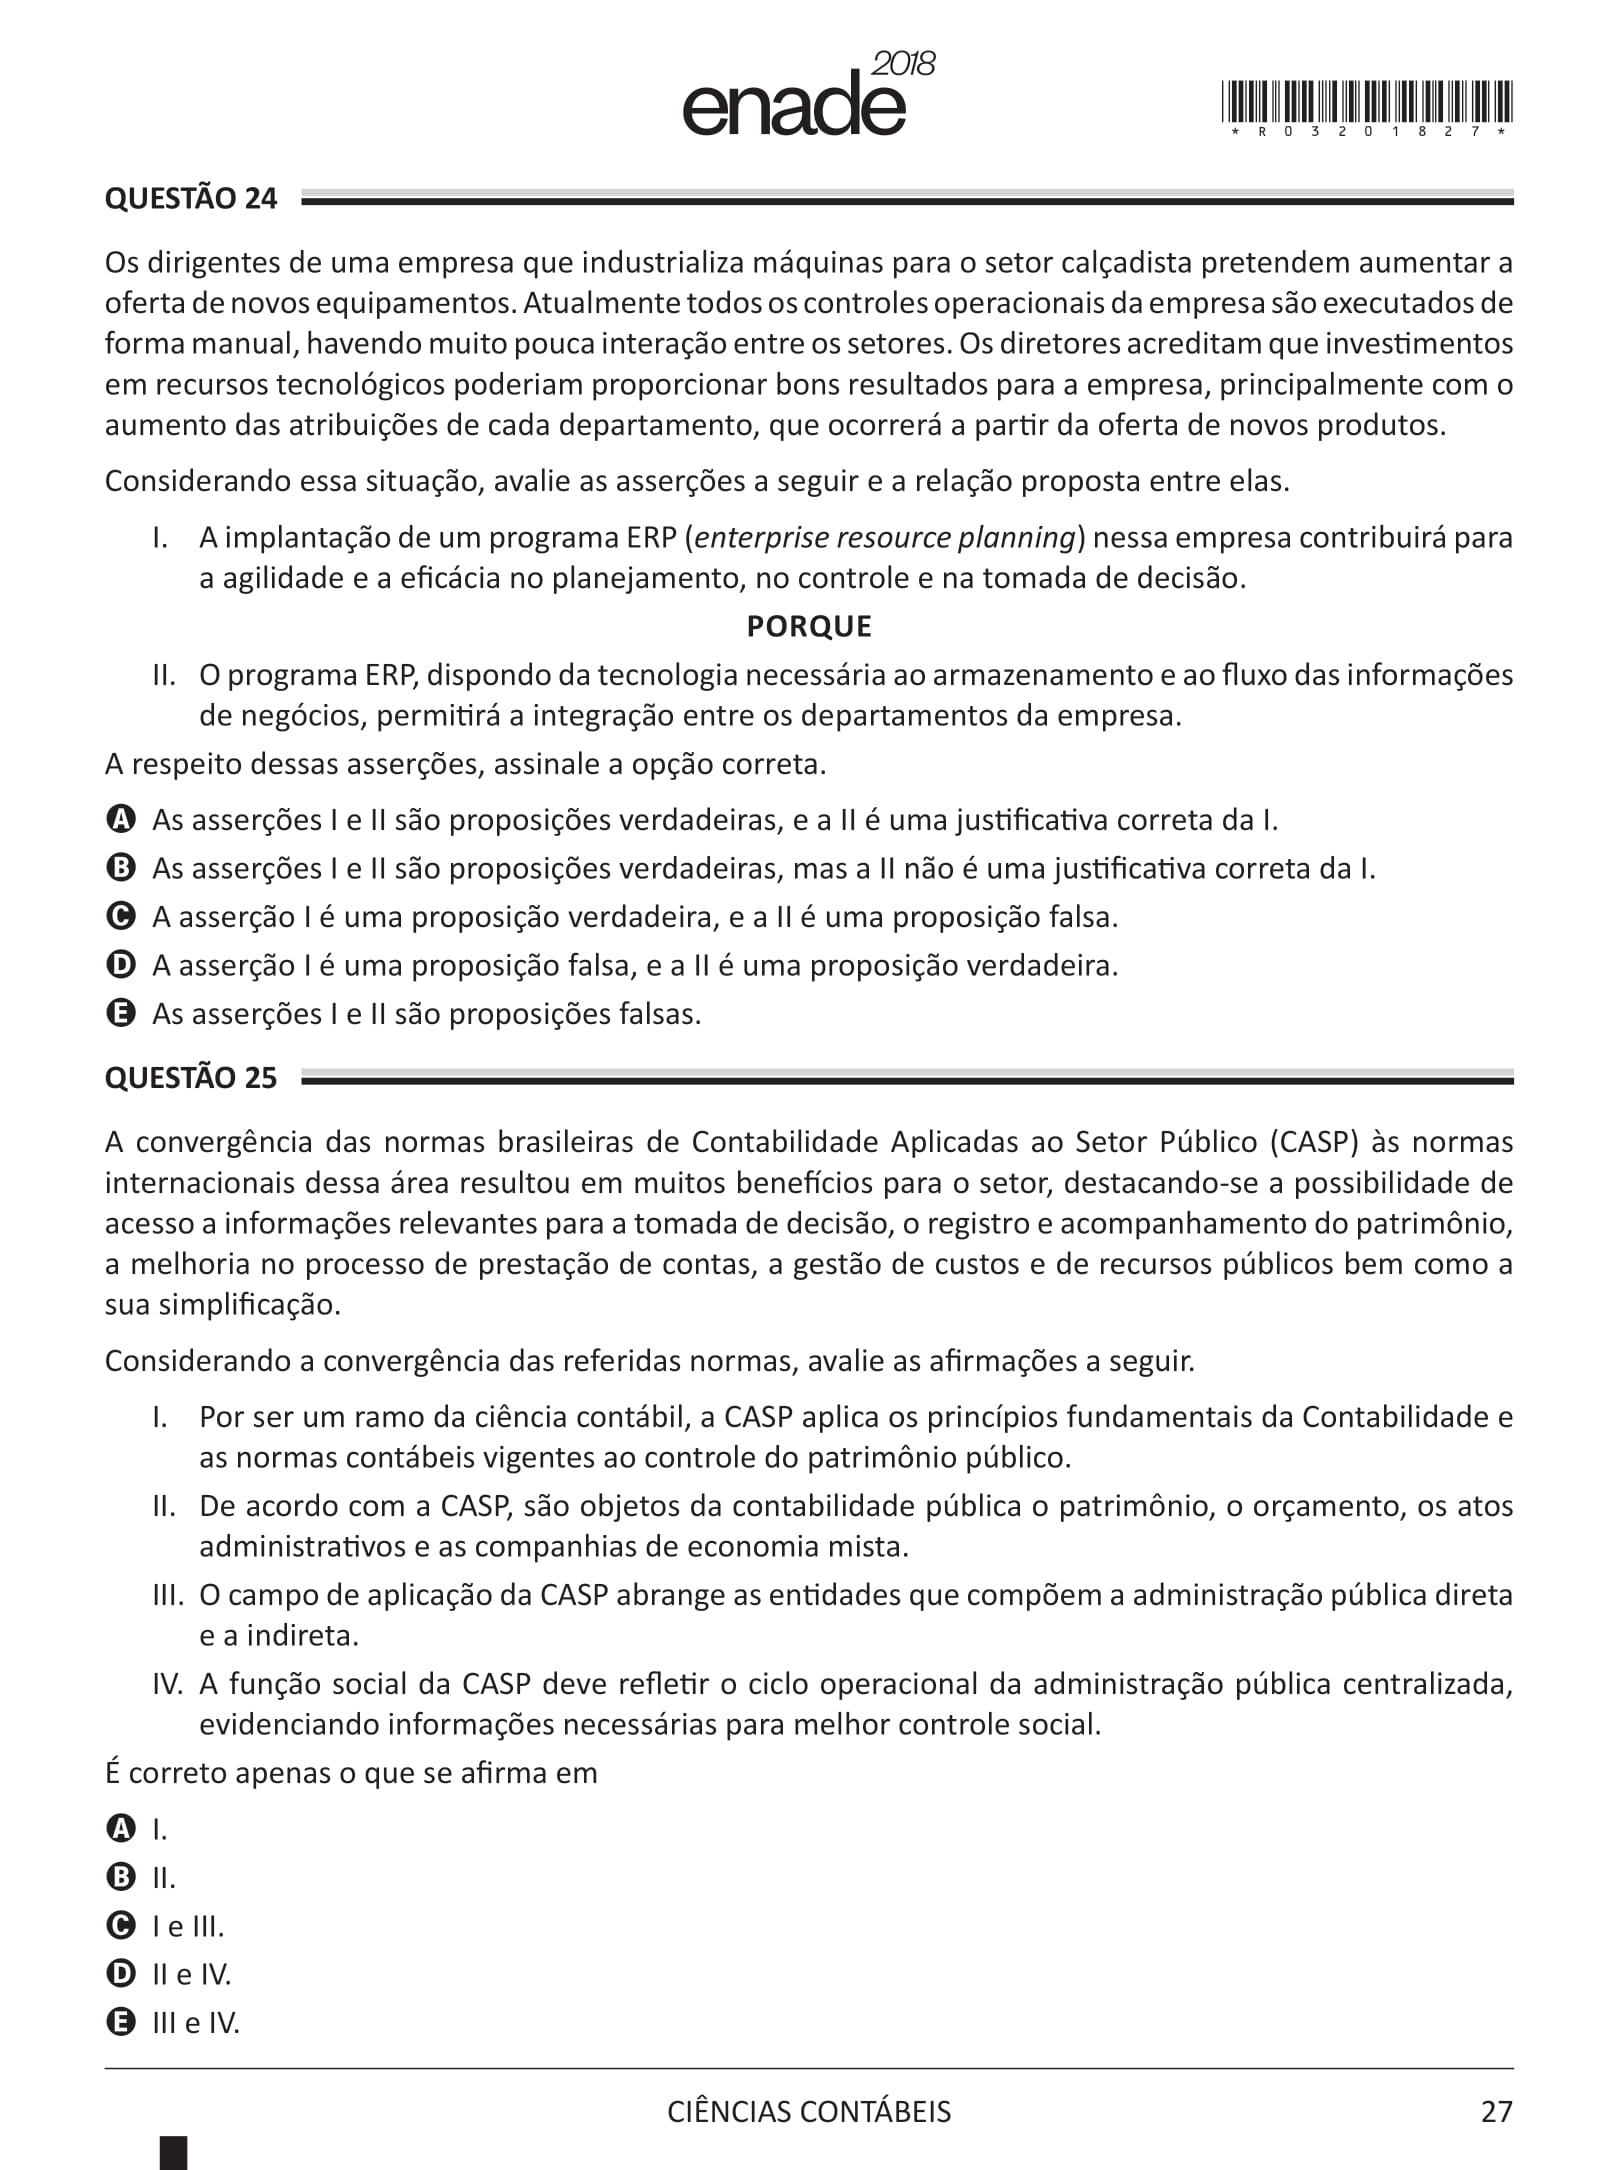 enade 2018
*R03201827*
QUESTÃO 24
Os dirigentes de uma empresa que industrializa máquinas para o setor calçadista pretendem aumentar a
oferta de novos equipamentos. Atualmente todos os controles operacionais da empresa são executados de
forma manual, havendo muito pouca interação entre os setores. Os diretores acreditam que investimentos
em recursos tecnológicos poderiam proporcionar bons resultados para a empresa, principalmente com o
aumento das atribuições de cada departamento, que ocorrerá a partir da oferta de novos produtos.
Considerando essa situação, avalie as asserções a seguir e a relação proposta entre elas.
I. A implantação de um programa ERP (enterprise resource planning) nessa empresa contribuirá para
a agilidade e a eficácia no planejamento, no controle e na tomada de decisão.
PORQUE
II. O programa ERP, dispondo da tecnologia necessária ao armazenamento e ao fluxo das informações
de negócios, permitirá a integração entre os departamentos da empresa.
A respeito dessas asserções, assinale a opção correta.
A As asserções I e II são proposições verdadeiras, e a II é uma justificativa correta da I.
B As asserções I e II são proposições verdadeiras, mas a II não é uma justificativa correta da I.
C A asserção I é uma proposição verdadeira, e a II é uma proposição falsa.
D A asserção I é uma proposição falsa, e a II é uma proposição verdadeira.
E As asserções I e II são proposições falsas.
QUESTÃO 25
A convergência das normas brasileiras de Contabilidade Aplicadas ao Setor Público (CASP) às normas
internacionais dessa área resultou em muitos benefícios para o setor, destacando-se a possibilidade de
acesso a informações relevantes para a tomada de decisão, o registro e acompanhamento do patrimônio,
a melhoria no processo de prestação de contas, a gestão de custos e de recursos públicos bem como a
sua simplificação.
Considerando a convergência das referidas normas, avalie as afirmações a seguir.
I. Por ser um ramo da ciência contábil, a CASP aplica os princípios fundamentais da Contabilidade e
as normas contábeis vigentes ao controle do patrimônio público.
II. De acordo com a CASP, são objetos da contabilidade pública o patrimônio, o orçamento, os atos
administrativos e as companhias de economia mista.
III. O campo de aplicação da CASP abrange as entidades que compõem a administração pública direta
e a indireta.
IV. A função social da CASP deve refletir o ciclo operacional da administração pública centralizada,
evidenciando informações necessárias para melhor controle social.
É correto apenas o que se afirma em
A I.
B II.
C I e III.
D II e IV.
E III e IV.
CIÊNCIAS CONTÁBEIS 27